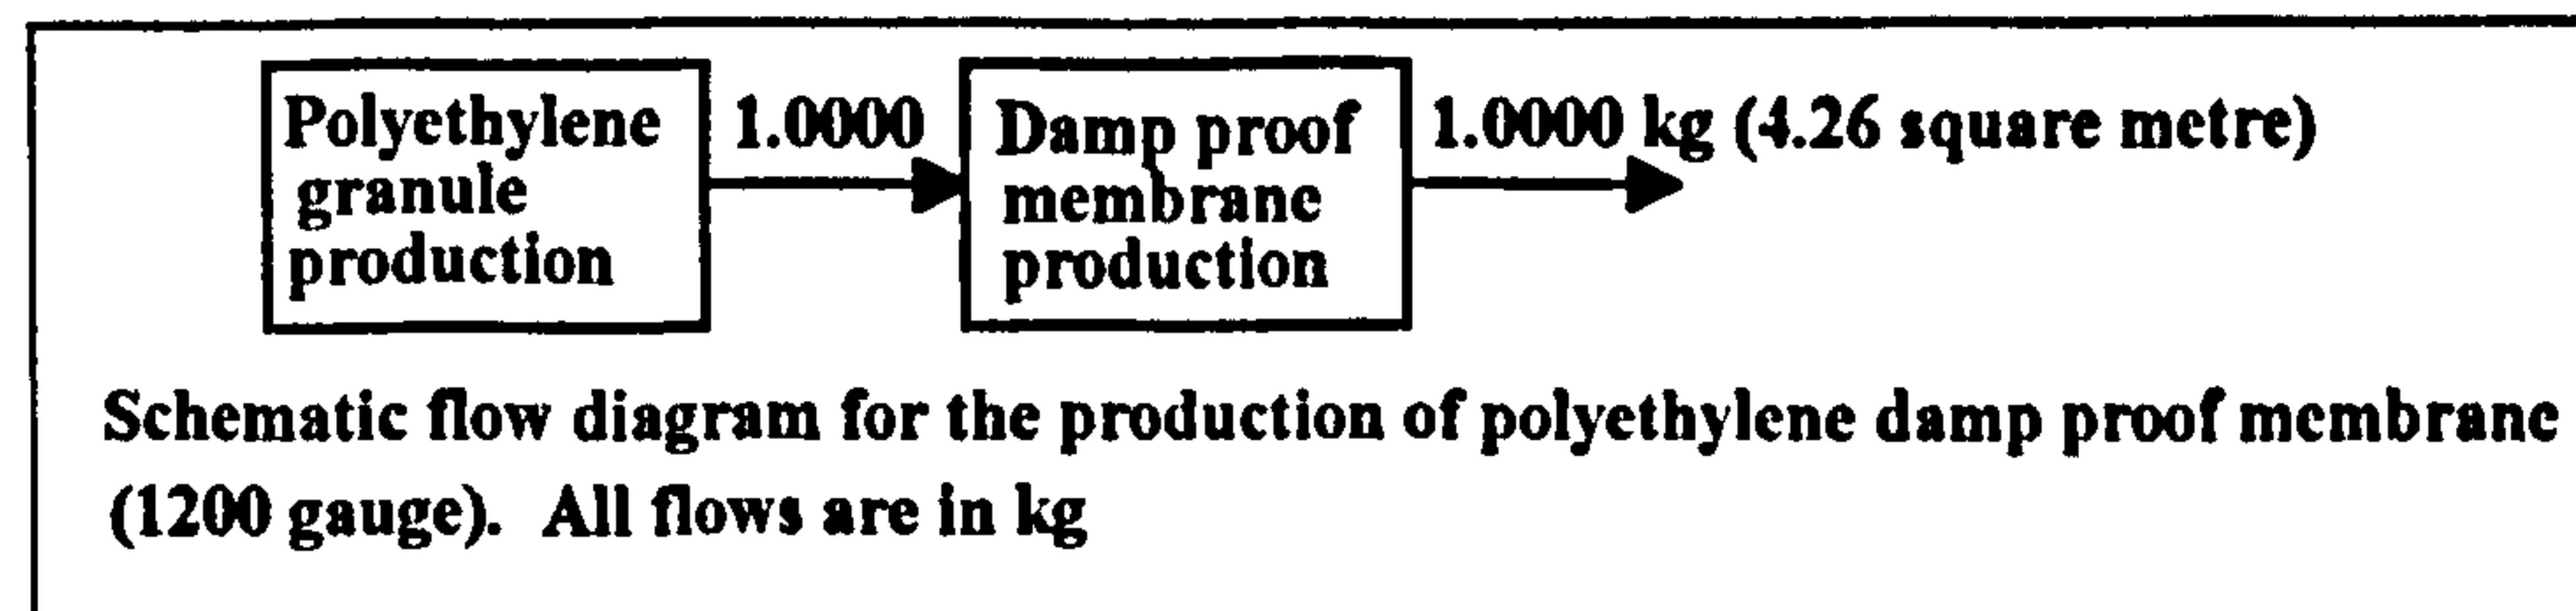 Polyethylene
granule
production
1.0000
Damp proof
membrane
production
1.0000 kg (4.26 square metre)
Schematic flow diagram for the production of polyethylene damp proof membrane
(1200 gauge). All flows are in kg